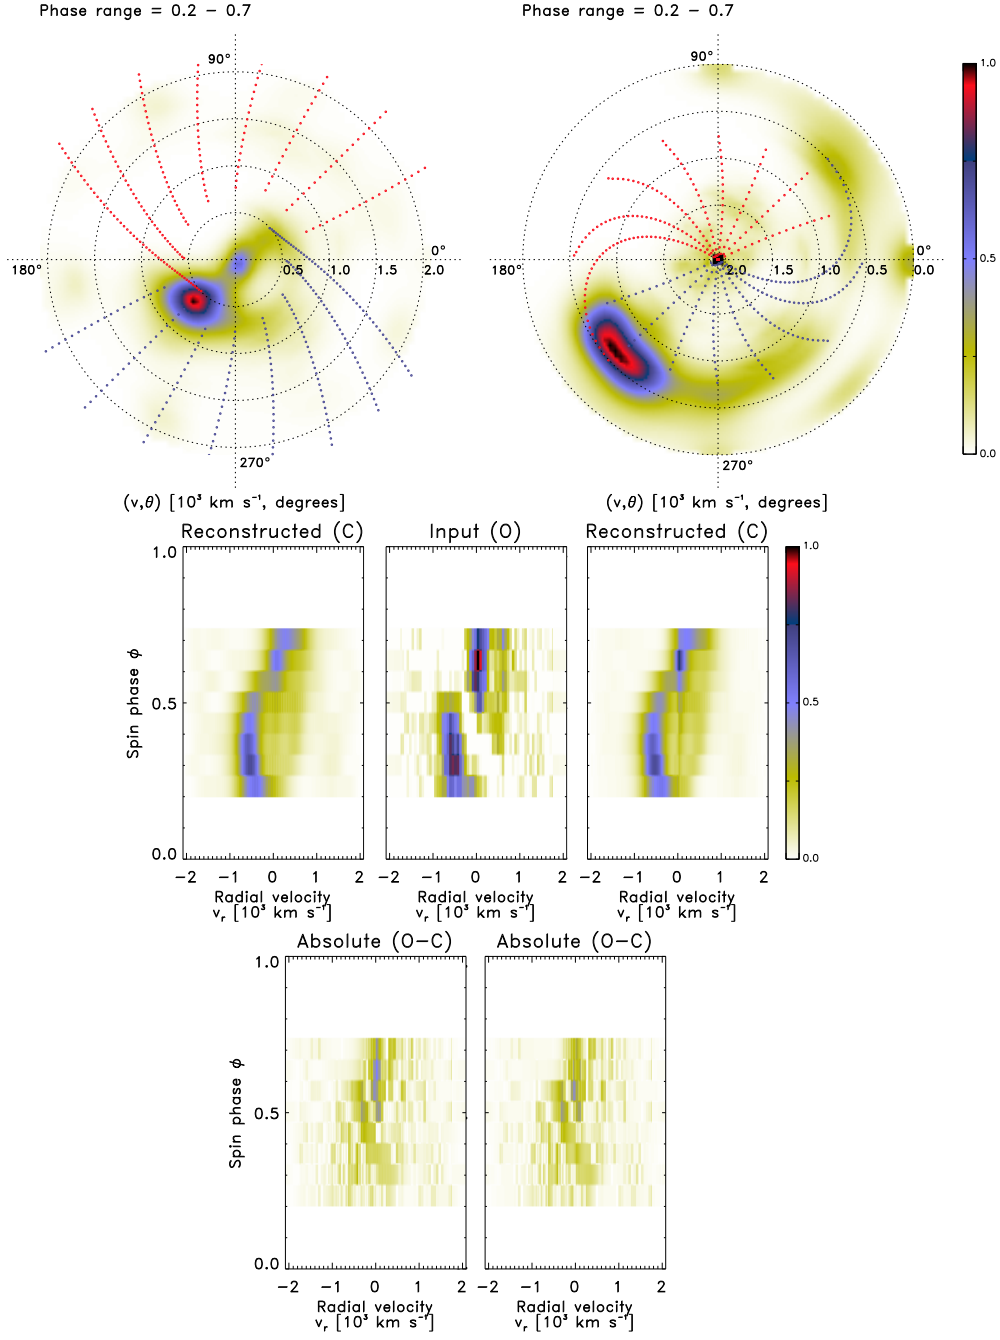 Phase range = 0.2 − 0.7
Phase range = 0.2 − 0.7
90°
90°
1.0
0°
0°
180°
0.5 1.0 1.5 2.0
180°
2.0 1.5 1.0 0.5 0.0
0.5
270°
270°
0.0
(v,θ) [10³ km s⁻¹, degrees]
(v,θ) [10³ km s⁻¹, degrees]
Reconstructed (C)
Input (O)
Reconstructed (C)
1.0
0.5
0.0
Spin phase ϕ
1.0
0.5
0.0
−2 −1 0 1 2
−2 −1 0 1 2
−2 −1 0 1 2
Radial velocity
vᵣ [10³ km s⁻¹]
Radial velocity
vᵣ [10³ km s⁻¹]
Radial velocity
vᵣ [10³ km s⁻¹]
Absolute (O−C)
Absolute (O−C)
1.0
0.5
0.0
Spin phase ϕ
−2 −1 0 1 2
−2 −1 0 1 2
Radial velocity
vᵣ [10³ km s⁻¹]
Radial velocity
vᵣ [10³ km s⁻¹]